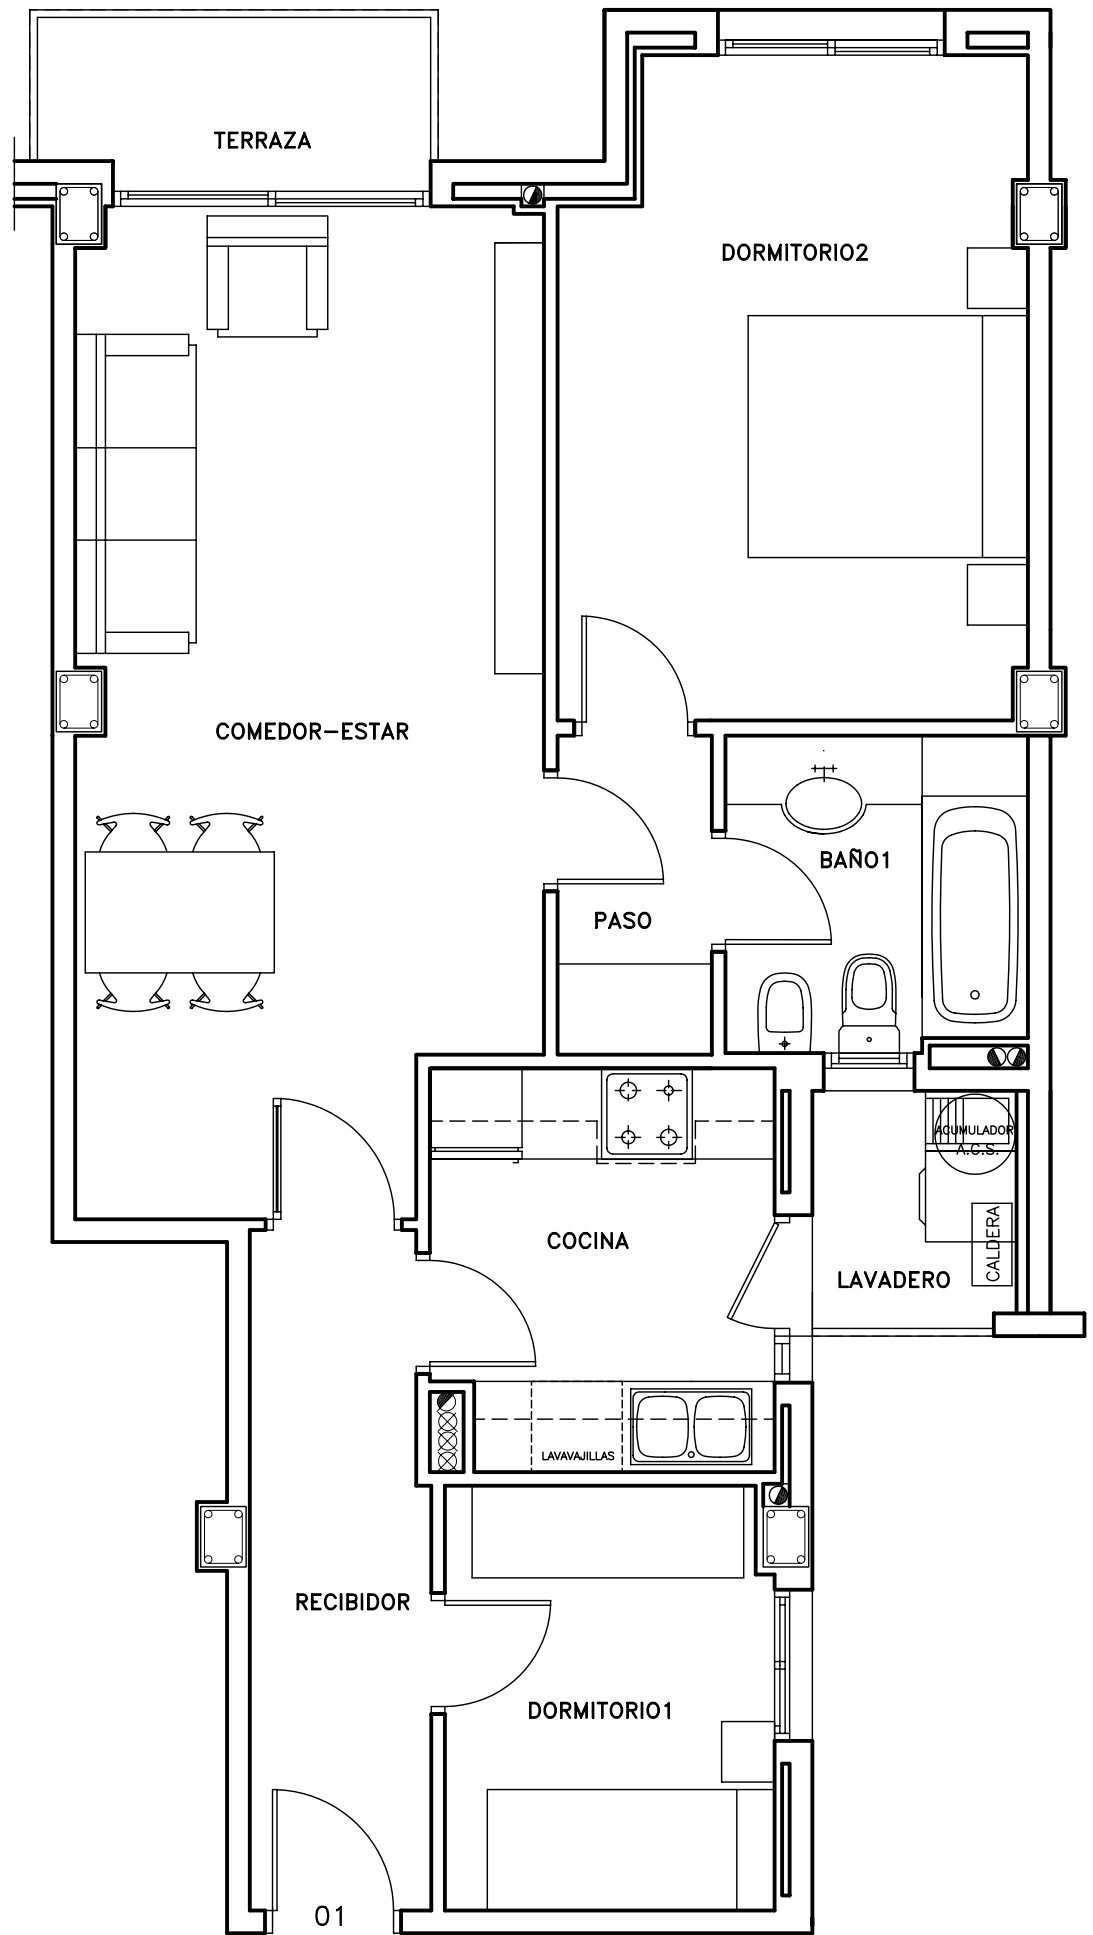 TERRAZA
DORMITORIO2
COMEDOR-ESTAR
BAÑO1
PASO
ACUMULADOR
A.C.S.
COCINA
CALDERA
LAVADERO
LAVAVAJILLAS
RECIBIDOR
DORMITORIO1
01